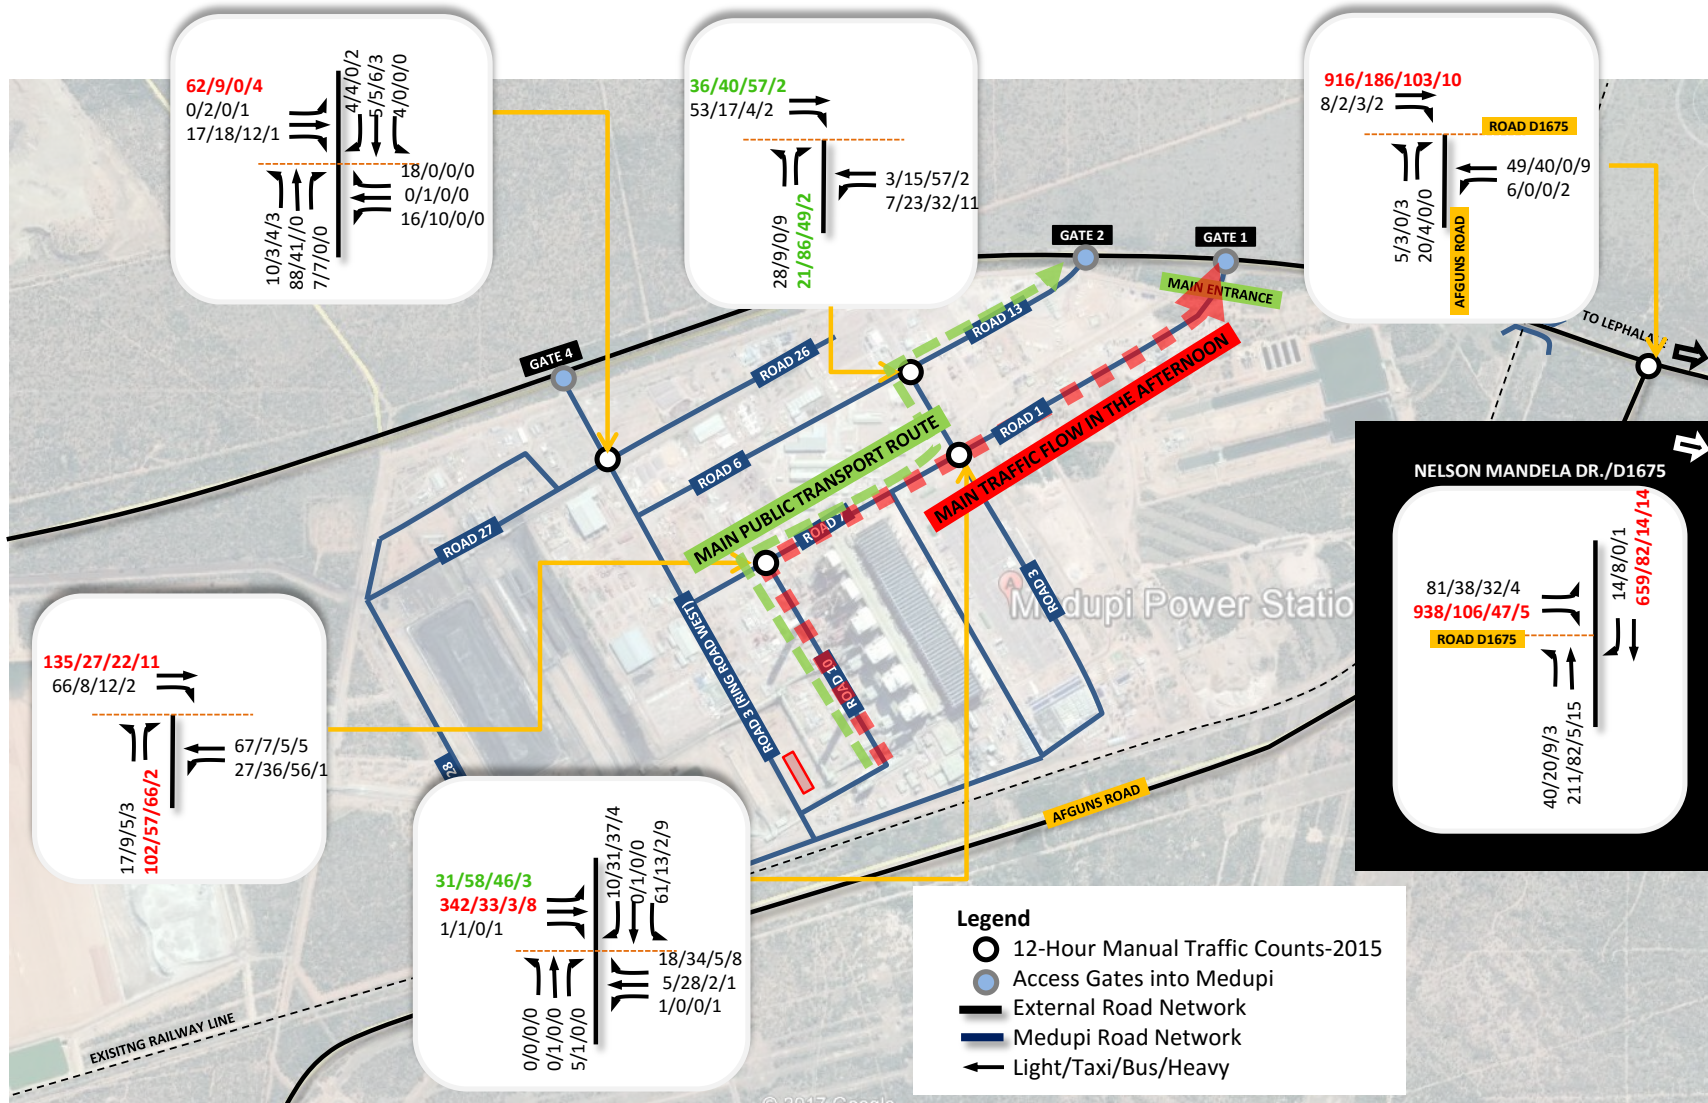 62/9/0/4
0/2/0/1
17/18/12/1
4/4/0/2
5/5/6/3
4/0/0/0
18/0/0/0
0/1/0/0
16/10/0/0
10/3/4/3
88/41/1/0
7/7/0/0
36/40/57/2
53/17/4/2
3/15/57/2
7/23/32/11
28/9/0/9
21/86/49/2
916/186/103/10
8/2/3/2
ROAD D1675
49/40/0/9
6/0/0/2
5/3/0/3
20/4/0/0
AFGUNS ROAD
GATE 2
GATE 1
MAIN ENTRANCE
ROAD 13
GATE 4
ROAD 26
ROAD 6
ROAD 1
MAIN PUBLIC TRANSPORT ROUTE
MAIN TRAFFIC FLOW IN THE AFTERNOON
ROAD 27
ROAD
ROAD 3
ROAD 3 (RING ROAD WEST)
ROAD 10
28
Medupi Power Statio
AFGUNS ROAD
EXISITNG RAILWAY LINE
NELSON MANDELA DR./D1675
81/38/32/4
938/106/47/5
ROAD D1675
14/8/0/1
659/82/14/14
40/20/9/3
211/82/5/15
135/27/22/11
66/8/12/2
67/7/5/5
27/36/56/1
17/9/5/3
102/57/66/2
31/58/46/3
342/33/3/8
1/1/0/1
10/31/37/4
0/1/0/0
61/13/2/9
18/34/5/8
5/28/2/1
1/0/0/1
0/0/0/0
0/1/0/0
5/1/0/0
Legend
12-Hour Manual Traffic Counts-2015
Access Gates into Medupi
External Road Network
Medupi Road Network
Light/Taxi/Bus/Heavy